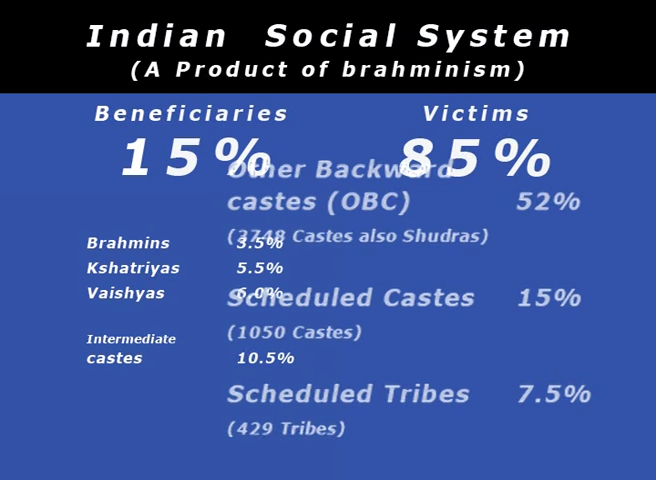 Indian Social System
(A Product of brahminism)
Beneficiaries Victims
15% 85%
Other Backward
castes (OBC) 52%
(3748 Castes also Shudras)
Brahmins 3.5%
Kshatriyas 5.5%
Vaishyas 6.0%
Scheduled Castes 15%
(1050 Castes)
Intermediate
castes 10.5%
Scheduled Tribes 7.5%
(429 Tribes)